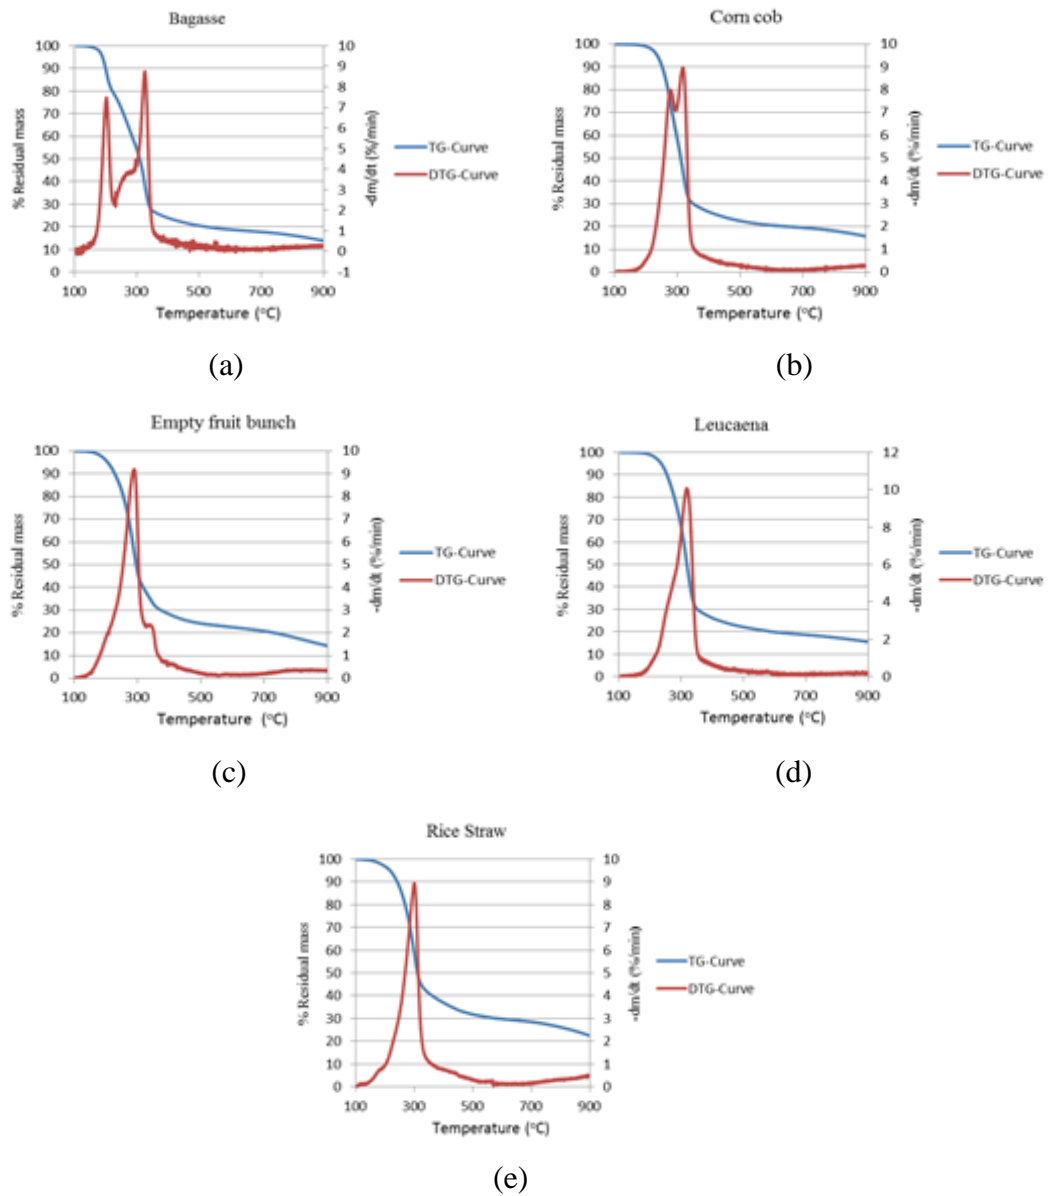 Bagasse
100
90
80
70
60
50
40
30
20
10
0
% Residual mass
10
9
8
7
6
5
4
3
2
1
0
-1
-dm/dt (%/min)
100 300 500 700 900
Temperature (°C)
TG-Curve
DTG-Curve
(a)
Corn cob
100
90
80
70
60
50
40
30
20
10
0
% Residual mass
10
9
8
7
6
5
4
3
2
1
0
-dm/dt (%/min)
100 300 500 700 900
Temperature (°C)
TG-Curve
DTG-Curve
(b)
Empty fruit bunch
100
90
80
70
60
50
40
30
20
10
0
% Residual mass
10
9
8
7
6
5
4
3
2
1
0
-dm/dt (%/min)
100 300 500 700 900
Temperature (°C)
TG-Curve
DTG-Curve
(c)
Leucaena
100
90
80
70
60
50
40
30
20
10
0
% Residual mass
12
10
8
6
4
2
0
-dm/dt (%/min)
100 300 500 700 900
Temperature (°C)
TG-Curve
DTG-Curve
(d)
Rice Straw
100
90
80
70
60
50
40
30
20
10
0
% Residual mass
10
9
8
7
6
5
4
3
2
1
0
-dm/dt (%/min)
100 300 500 700 900
Temperature (°C)
TG-Curve
DTG-Curve
(e)